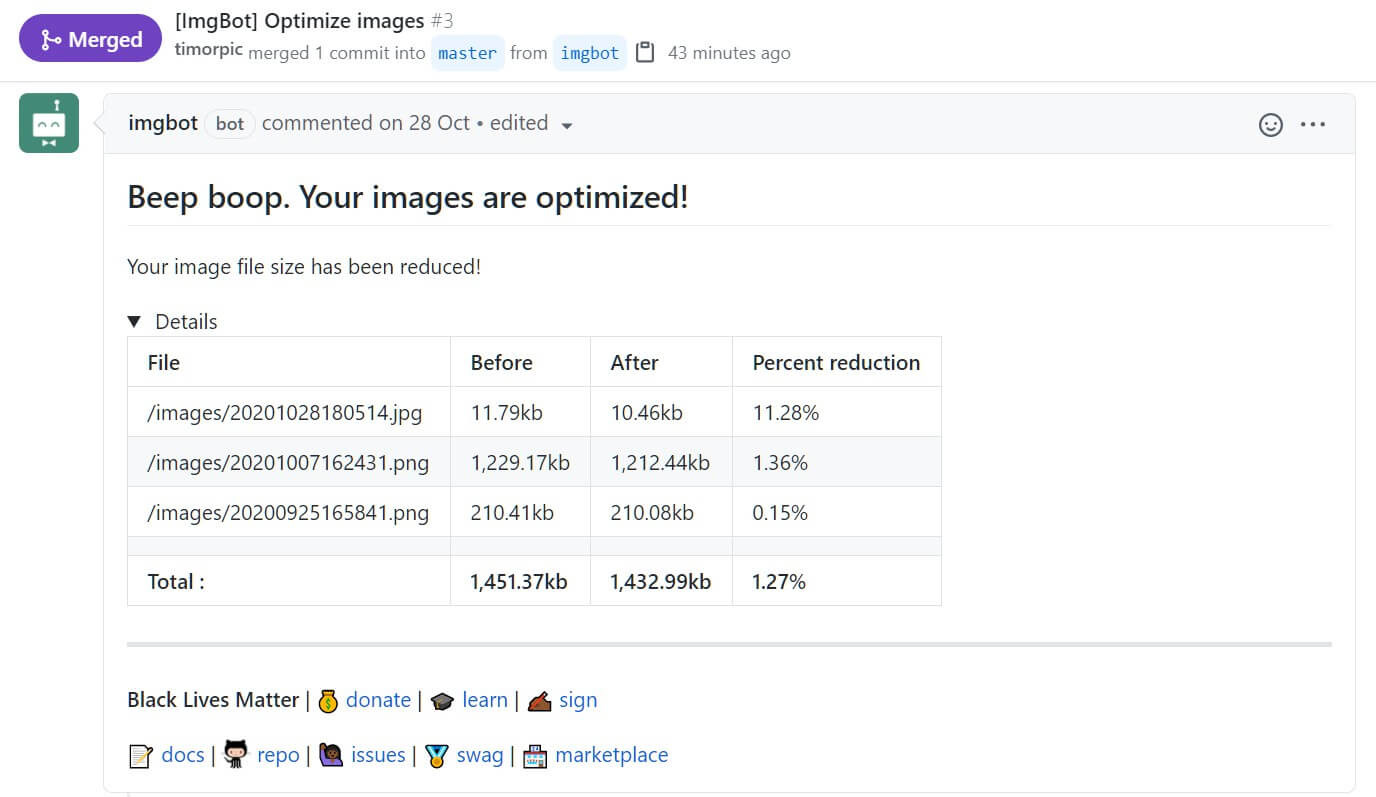 Merged
[ImgBot] Optimize images #3
timorpic merged 1 commit into master from imgbot 43 minutes ago
imgbot bot commented on 28 Oct • edited
Beep boop. Your images are optimized!
Your image file size has been reduced!
Details
File Before After Percent reduction
/images/20201028180514.jpg 11.79kb 10.46kb 11.28%
/images/20201007162431.png 1,229.17kb 1,212.44kb 1.36%
/images/20200925165841.png 210.41kb 210.08kb 0.15%
Total : 1,451.37kb 1,432.99kb 1.27%
Black Lives Matter | donate | learn | sign
docs | repo | issues | swag | marketplace